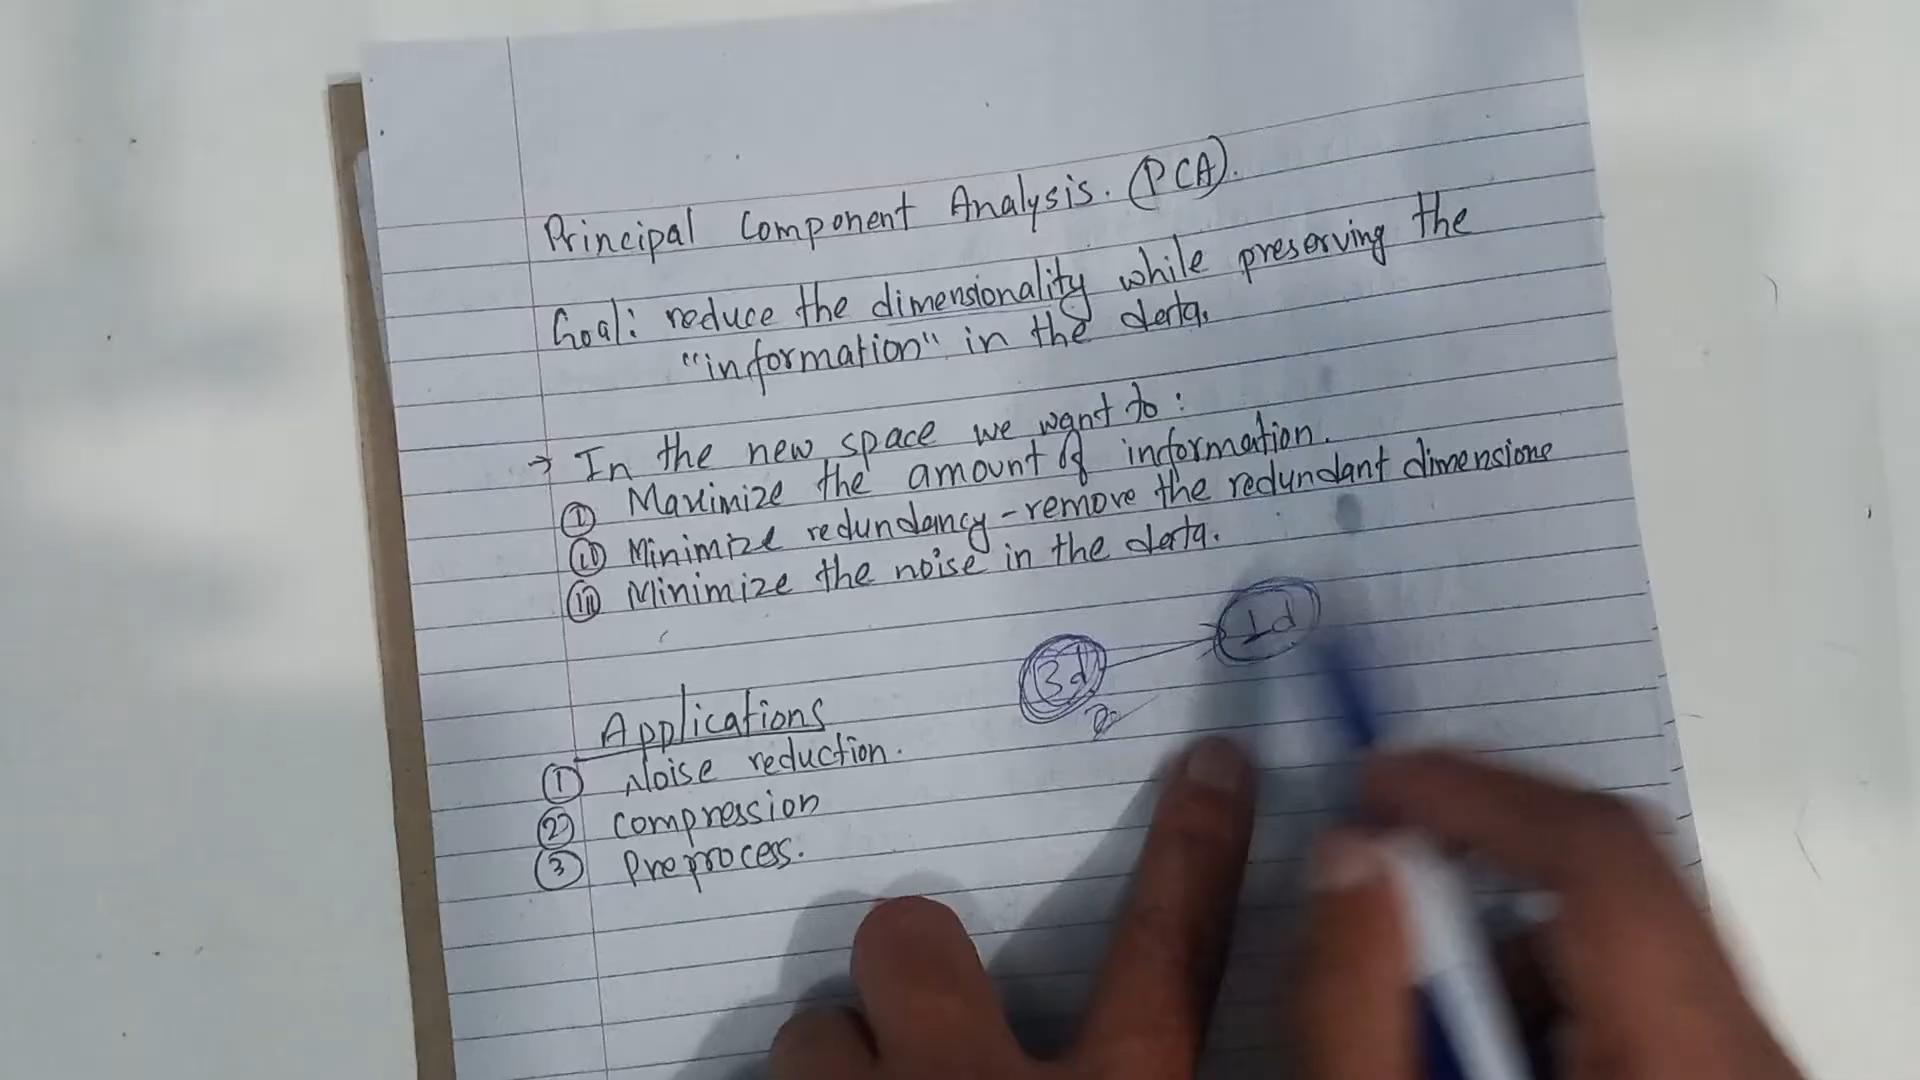 Principal Component Analysis. (PCA).
Goal: reduce the dimensionality while preserving the
"information" in the data.
→ In the new space we want to:
(I) Maximize the amount of information.
(II) Minimize redundancy - remove the redundant dimensions
(III) Minimize the noise in the data.
3d → 1d
Applications
① Noise reduction.
② Compression
③ Preprocess.